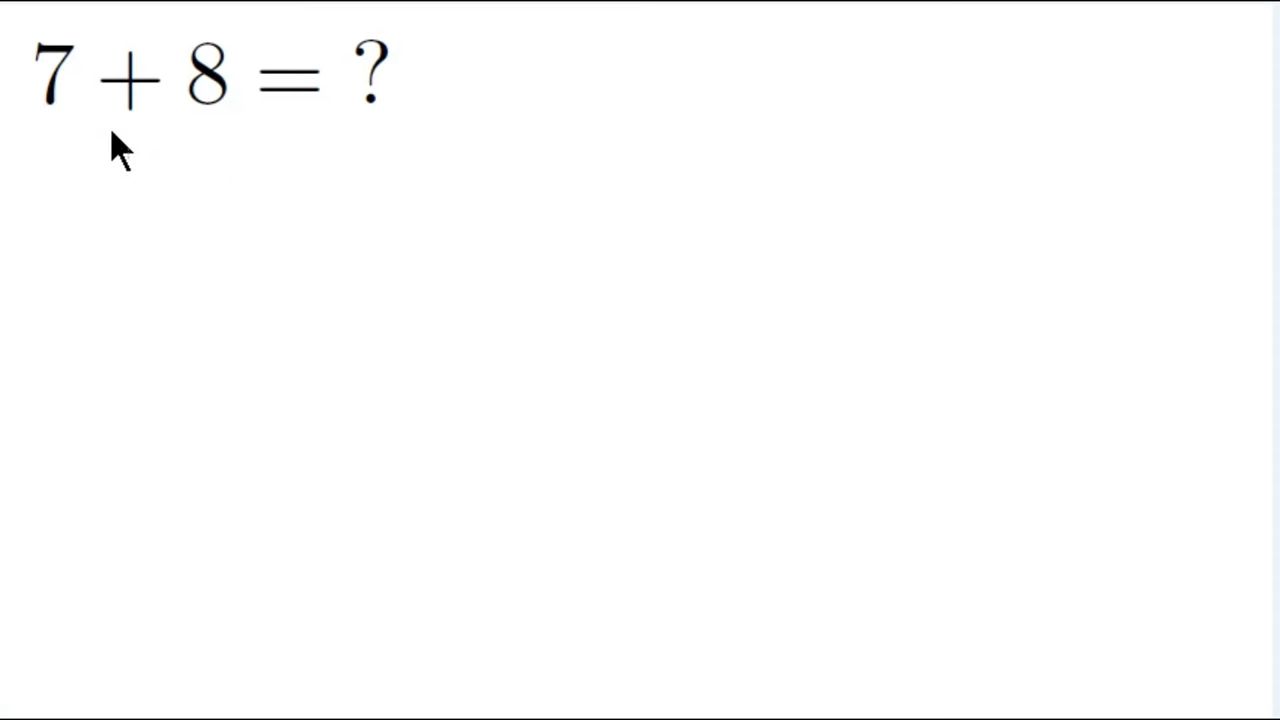 7 + 8 = ?